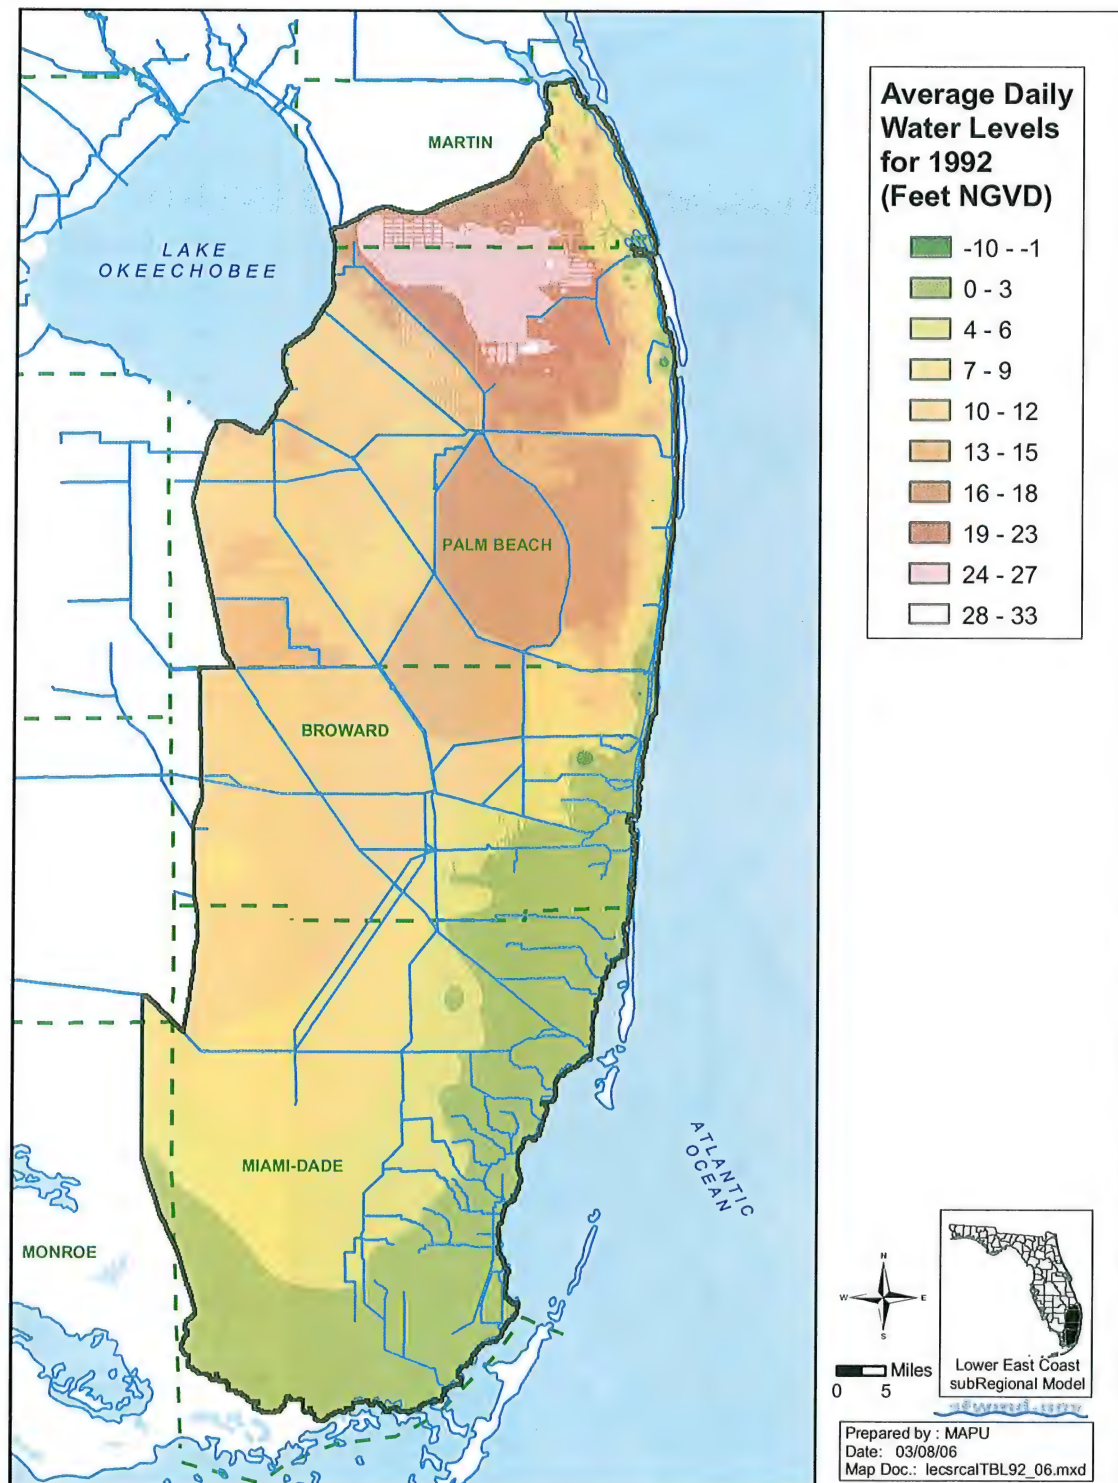 MARTIN
LAKE
OKEECHOBEE
PALM BEACH
BROWARD
MIAMI-DADE
MONROE
ATLANTIC
OCEAN
Average Daily
Water Levels
for 1992
(Feet NGVD)
-10 - -1
0 - 3
4 - 6
7 - 9
10 - 12
13 - 15
16 - 18
19 - 23
24 - 27
28 - 33
N
W E
S
Miles
0 5
Lower East Coast
subRegional Model
Prepared by : MAPU
Date: 03/08/06
Map Doc.: lecsrcalTBL92_06.mxd